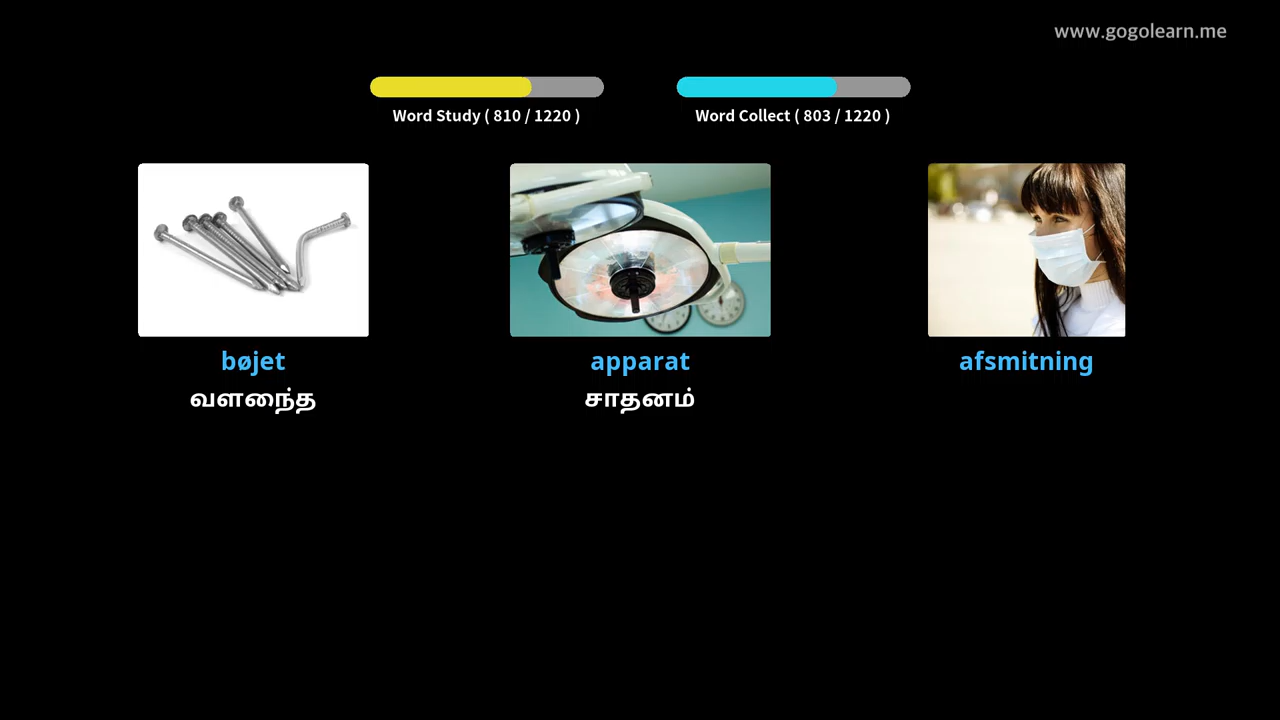 www.gogolearn.me
Word Study ( 810 / 1220 )
Word Collect ( 803 / 1220 )
bøjet
apparat
afsmitning
வளைந்த
சாதனம்